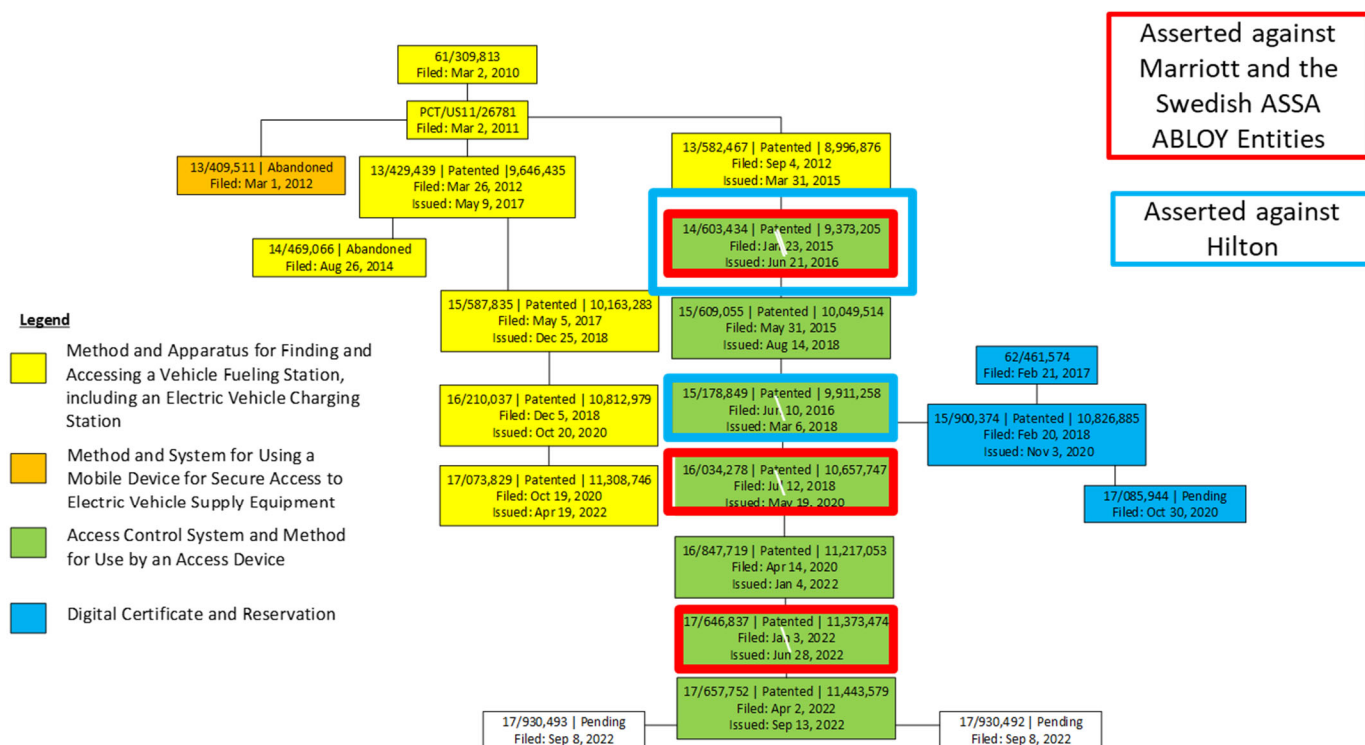 61/309,813
Filed: Mar 2, 2010
PCT/US11/26781
Filed: Mar 2, 2011
13/409,511 | Abandoned
Filed: Mar 1, 2012
13/429,439 | Patented |9,646,435
Filed: Mar 26, 2012
Issued: May 9, 2017
14/469,066 | Abandoned
Filed: Aug 26, 2014
15/587,835 | Patented | 10,163,283
Filed: May 5, 2017
Issued: Dec 25, 2018
16/210,037 | Patented | 10,812,979
Filed: Dec 5, 2018
Issued: Oct 20, 2020
17/073,829 | Patented | 11,308,746
Filed: Oct 19, 2020
Issued: Apr 19, 2022
13/582,467 | Patented | 8,996,876
Filed: Sep 4, 2012
Issued: Mar 31, 2015
14/603,434 | Patented | 9,373,205
Filed: Jan 23, 2015
Issued: Jun 21, 2016
15/609,055 | Patented | 10,049,514
Filed: May 31, 2015
Issued: Aug 14, 2018
15/178,849 | Patented | 9,911,258
Filed: Jun 10, 2016
Issued: Mar 6, 2018
16/034,278 | Patented | 10,657,747
Filed: Jul 12, 2018
Issued: May 19, 2020
16/847,719 | Patented | 11,217,053
Filed: Apr 14, 2020
Issued: Jan 4, 2022
17/646,837 | Patented | 11,373,474
Filed: Jan 3, 2022
Issued: Jun 28, 2022
17/657,752 | Patented | 11,443,579
Filed: Apr 2, 2022
Issued: Sep 13, 2022
17/930,493 | Pending
Filed: Sep 8, 2022
17/930,492 | Pending
Filed: Sep 8, 2022
62/461,574
Filed: Feb 21, 2017
15/900,374 | Patented | 10,826,885
Filed: Feb 20, 2018
Issued: Nov 3, 2020
17/085,944 | Pending
Filed: Oct 30, 2020
Asserted against
Marriott and the
Swedish ASSA
ABLOY Entities
Asserted against
Hilton
Legend
Method and Apparatus for Finding and
Accessing a Vehicle Fueling Station,
including an Electric Vehicle Charging
Station
Method and System for Using a
Mobile Device for Secure Access to
Electric Vehicle Supply Equipment
Access Control System and Method
for Use by an Access Device
Digital Certificate and Reservation